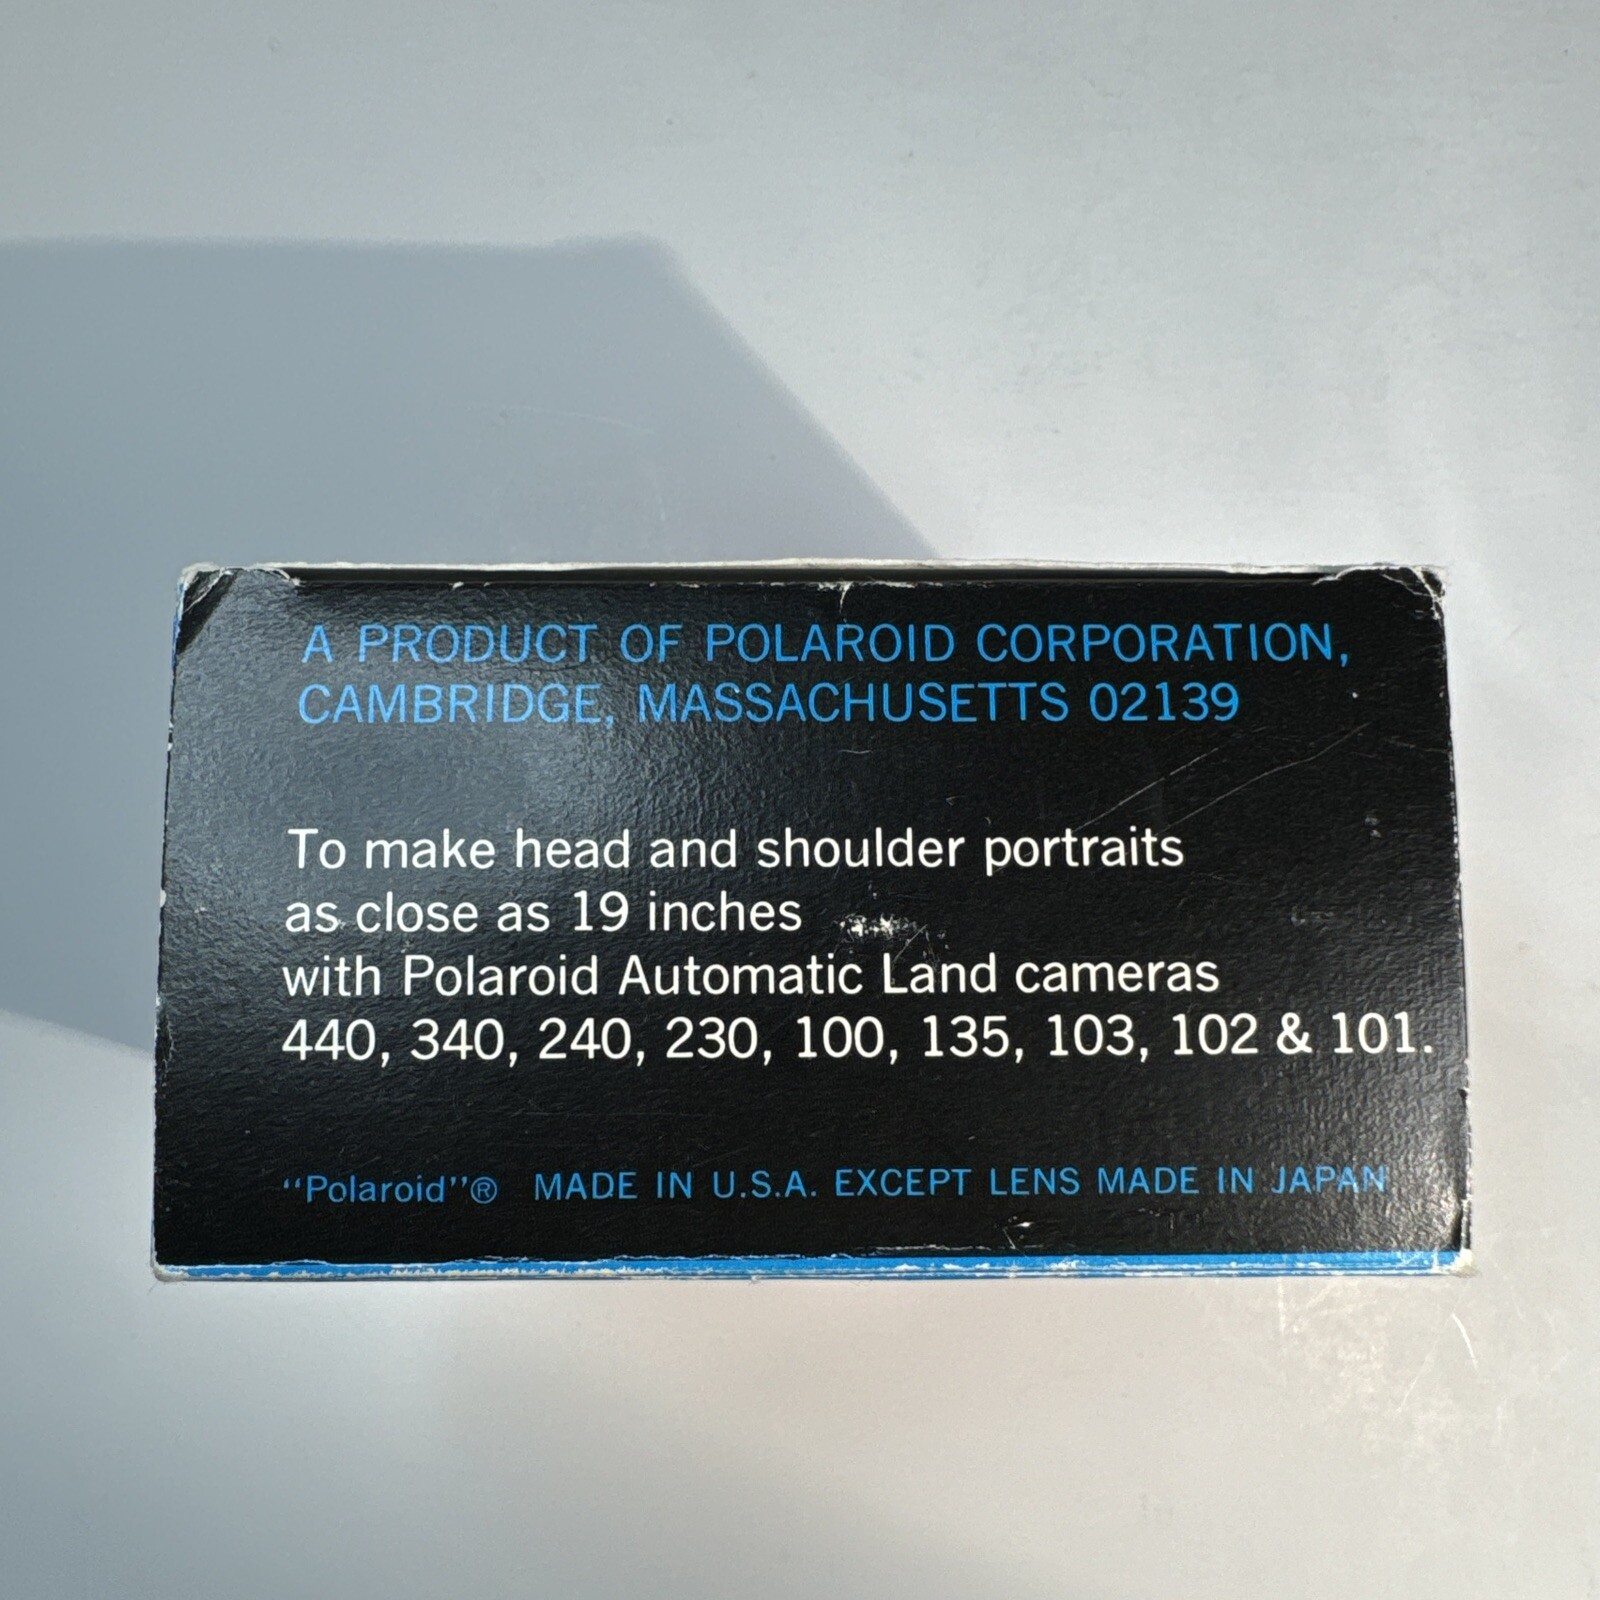 A PRODUCT OF POLAROID CORPORATION,
CAMBRIDGE, MASSACHUSETTS 02139
To make head and shoulder portraits
as close as 19 inches
with Polaroid Automatic Land cameras
440, 340, 240, 230, 100, 135, 103, 102 & 101.
“Polaroid”® MADE IN U.S.A. EXCEPT LENS MADE IN JAPAN